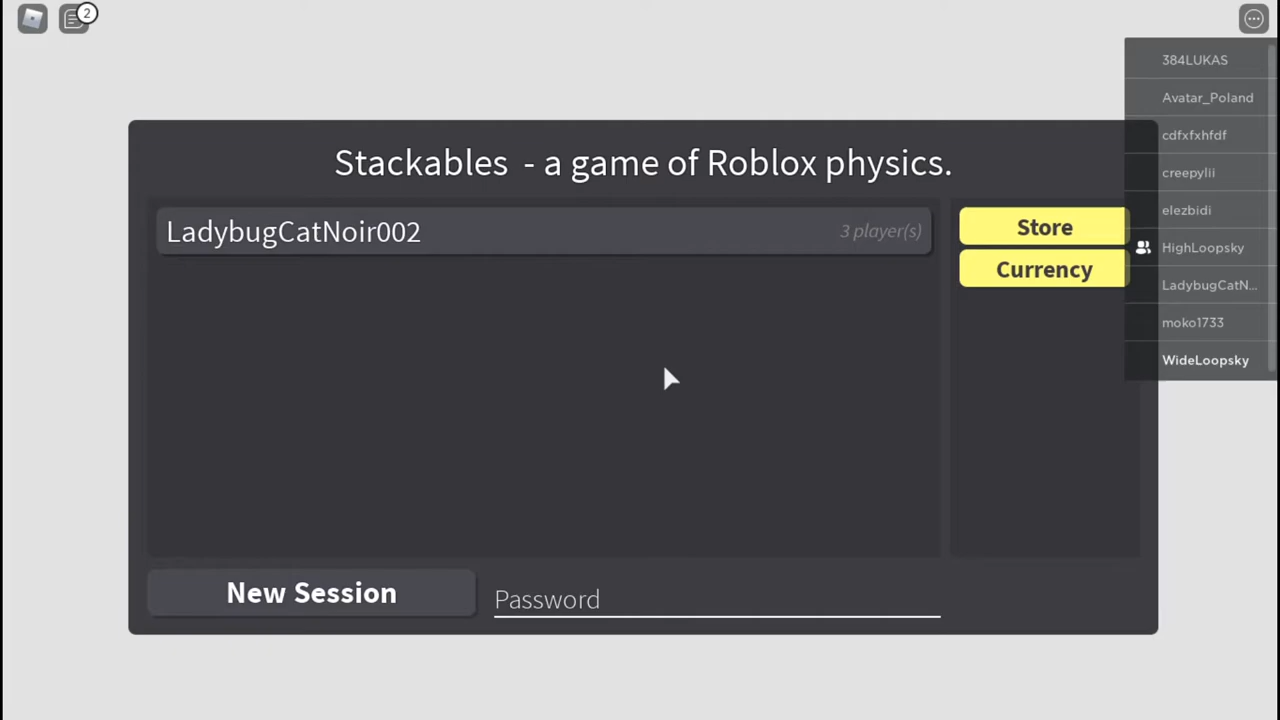 2
384LUKAS
Avatar_Poland
Stackables - a game of Roblox physics.
cdfxfxhfdf
creepylii
elezbidi
LadybugCatNoir002
3 player(s)
Store
HighLoopsky
Currency
LadybugCatN...
moko1733
WideLoopsky
New Session
Password